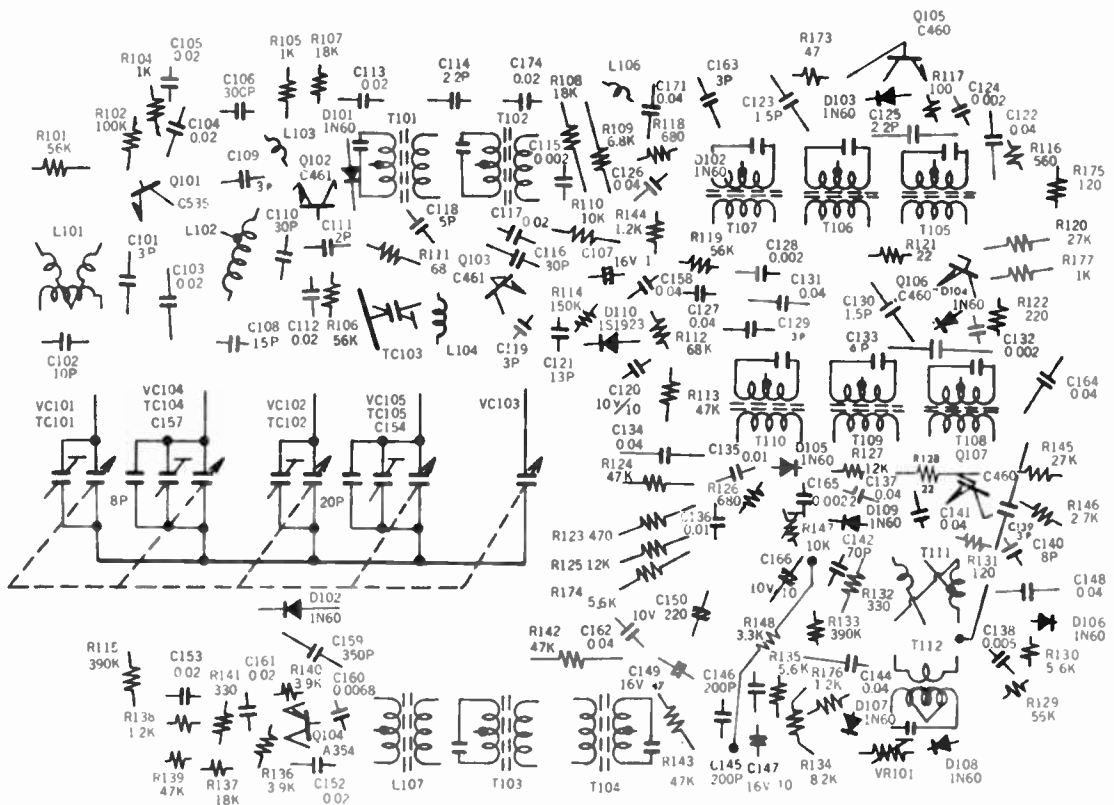 C105
0.02
R104
1K
R105
1K
R107
18K
C106
300P
C113
0.02
C114
2.2P
C174
0.02
R108
18K
L106
C171
0.04
C163
3P
R173
47
Q105
C460
R102
100K
C104
0.02
R101
56K
D101
1N60
T101
T102
R109
6.8K
R118
680
C123
1.5P
D103
1N60
R117
100
C124
0.002
C122
0.04
C125
2.2P
R116
560
L103
C109
3P
Q102
C461
C115
0.002
C126
0.04
D102
1N60
R175
120
Q101
C535
C110
30P
C111
2P
C118
5P
C117
0.02
R110
10K
R144
1.2K
T107
T106
T105
L101
C101
3P
C103
0.02
L102
R111
68
Q103
C461
C116
30P
C107
16V 1
R119
56K
C128
0.002
R121
22
R120
27K
R177
1K
C158
0.04
C131
0.04
Q106
C460
D104
1N60
R114
150K
C127
0.04
C130
1.5P
R122
220
C102
10P
C108
15P
C112
0.02
R106
56K
TC103
L104
C119
3P
C121
13P
D110
1S1923
R112
68K
C129
3P
C133
C132
0.002
C120
10V
10
R113
47K
C164
0.04
VC101
TC101
VC104
TC104
C157
VC102
TC102
VC105
TC105
C154
VC103
T110
T109
T108
C134
0.04
C135
0.01
D105
1N60
R127
12K
Q107
C460
R145
27K
R124
47K
R128
22
8P
20P
R126
680
C165
0.002
C137
0.04
D109
1N60
C141
0.04
C139
3P
R146
2.7K
R123 470
C136
0.01
R147
10K
C142
70P
C140
8P
R125 12K
R131
120
T111
R174
5.6K
C166
10V 10
R132
330
C148
0.04
D102
1N60
C150
220
10V
R148
3.3K
R133
390K
T112
C138
0.005
D106
1N60
R115
390K
C159
350P
R142
47K
C162
0.04
R130
5.6K
C153
0.02
R141
330
C161
0.02
R140
3.9K
C160
0.0068
C149
16V
47
C146
200P
R135
5.6K
R176
1.2K
C144
0.04
R129
55K
D107
1N60
R138
1.2K
Q104
A354
R139
47K
R137
18K
R136
3.9K
C152
0.02
L107
T103
T104
R143
47K
C145
200P
C147
16V 10
R134
8.2K
VR101
D108
1N60